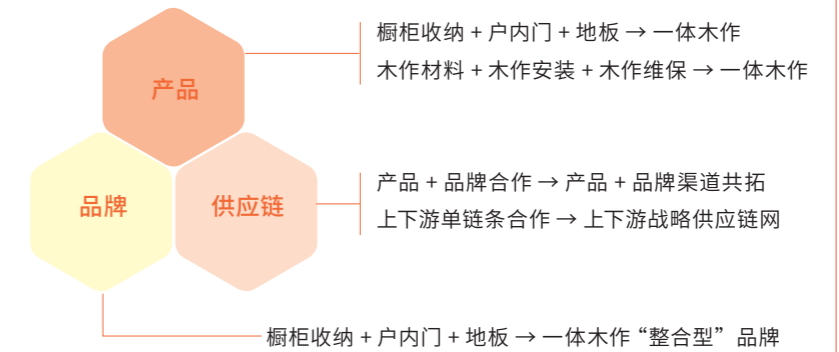 橱柜收纳 + 户内门 + 地板 → 一体木作
木作材料 + 木作安装 + 木作维保 → 一体木作
产品
产品 + 品牌合作 → 产品 + 品牌渠道共拓
上下游单链条合作 → 上下游战略供应链网
品牌
供应链
橱柜收纳 + 户内门 + 地板 → 一体木作 “整合型” 品牌